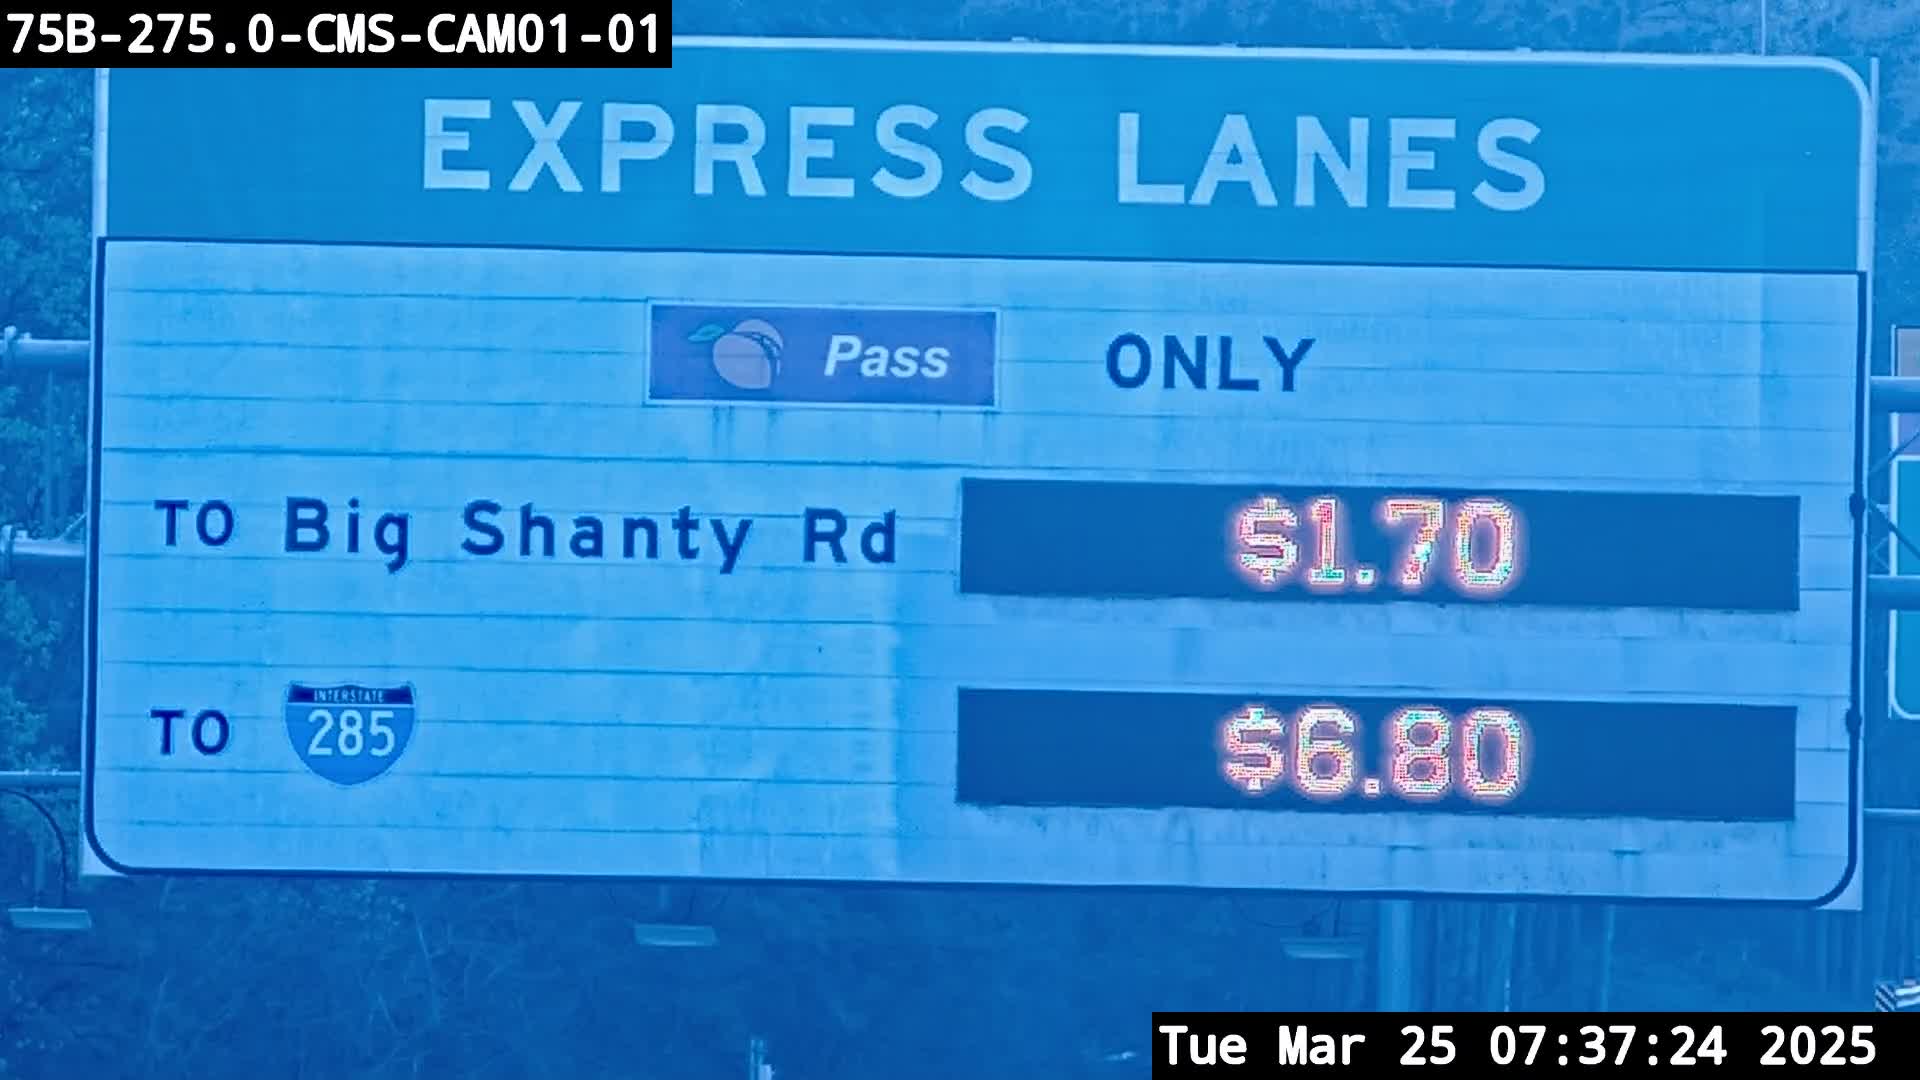 75B-275.0-CMS-CAM01-01
EXPRESS LANES
Pass ONLY
TO Big Shanty Rd $1.70
TO INTERSTATE 285 $6.80
Tue Mar 25 07:37:24 2025